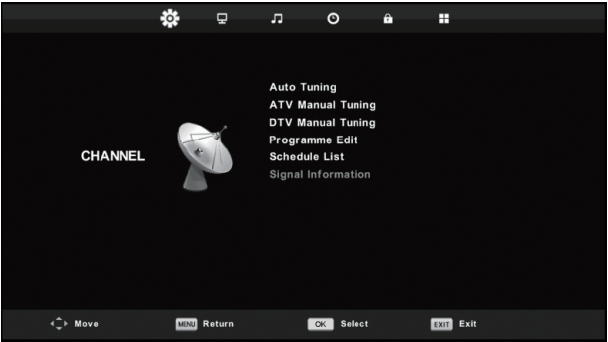 Auto Tuning
ATV Manual Tuning
DTV Manual Tuning
Programme Edit
CHANNEL
Schedule List
Signal Information
Move MENU Return OK Select EXIT Exit